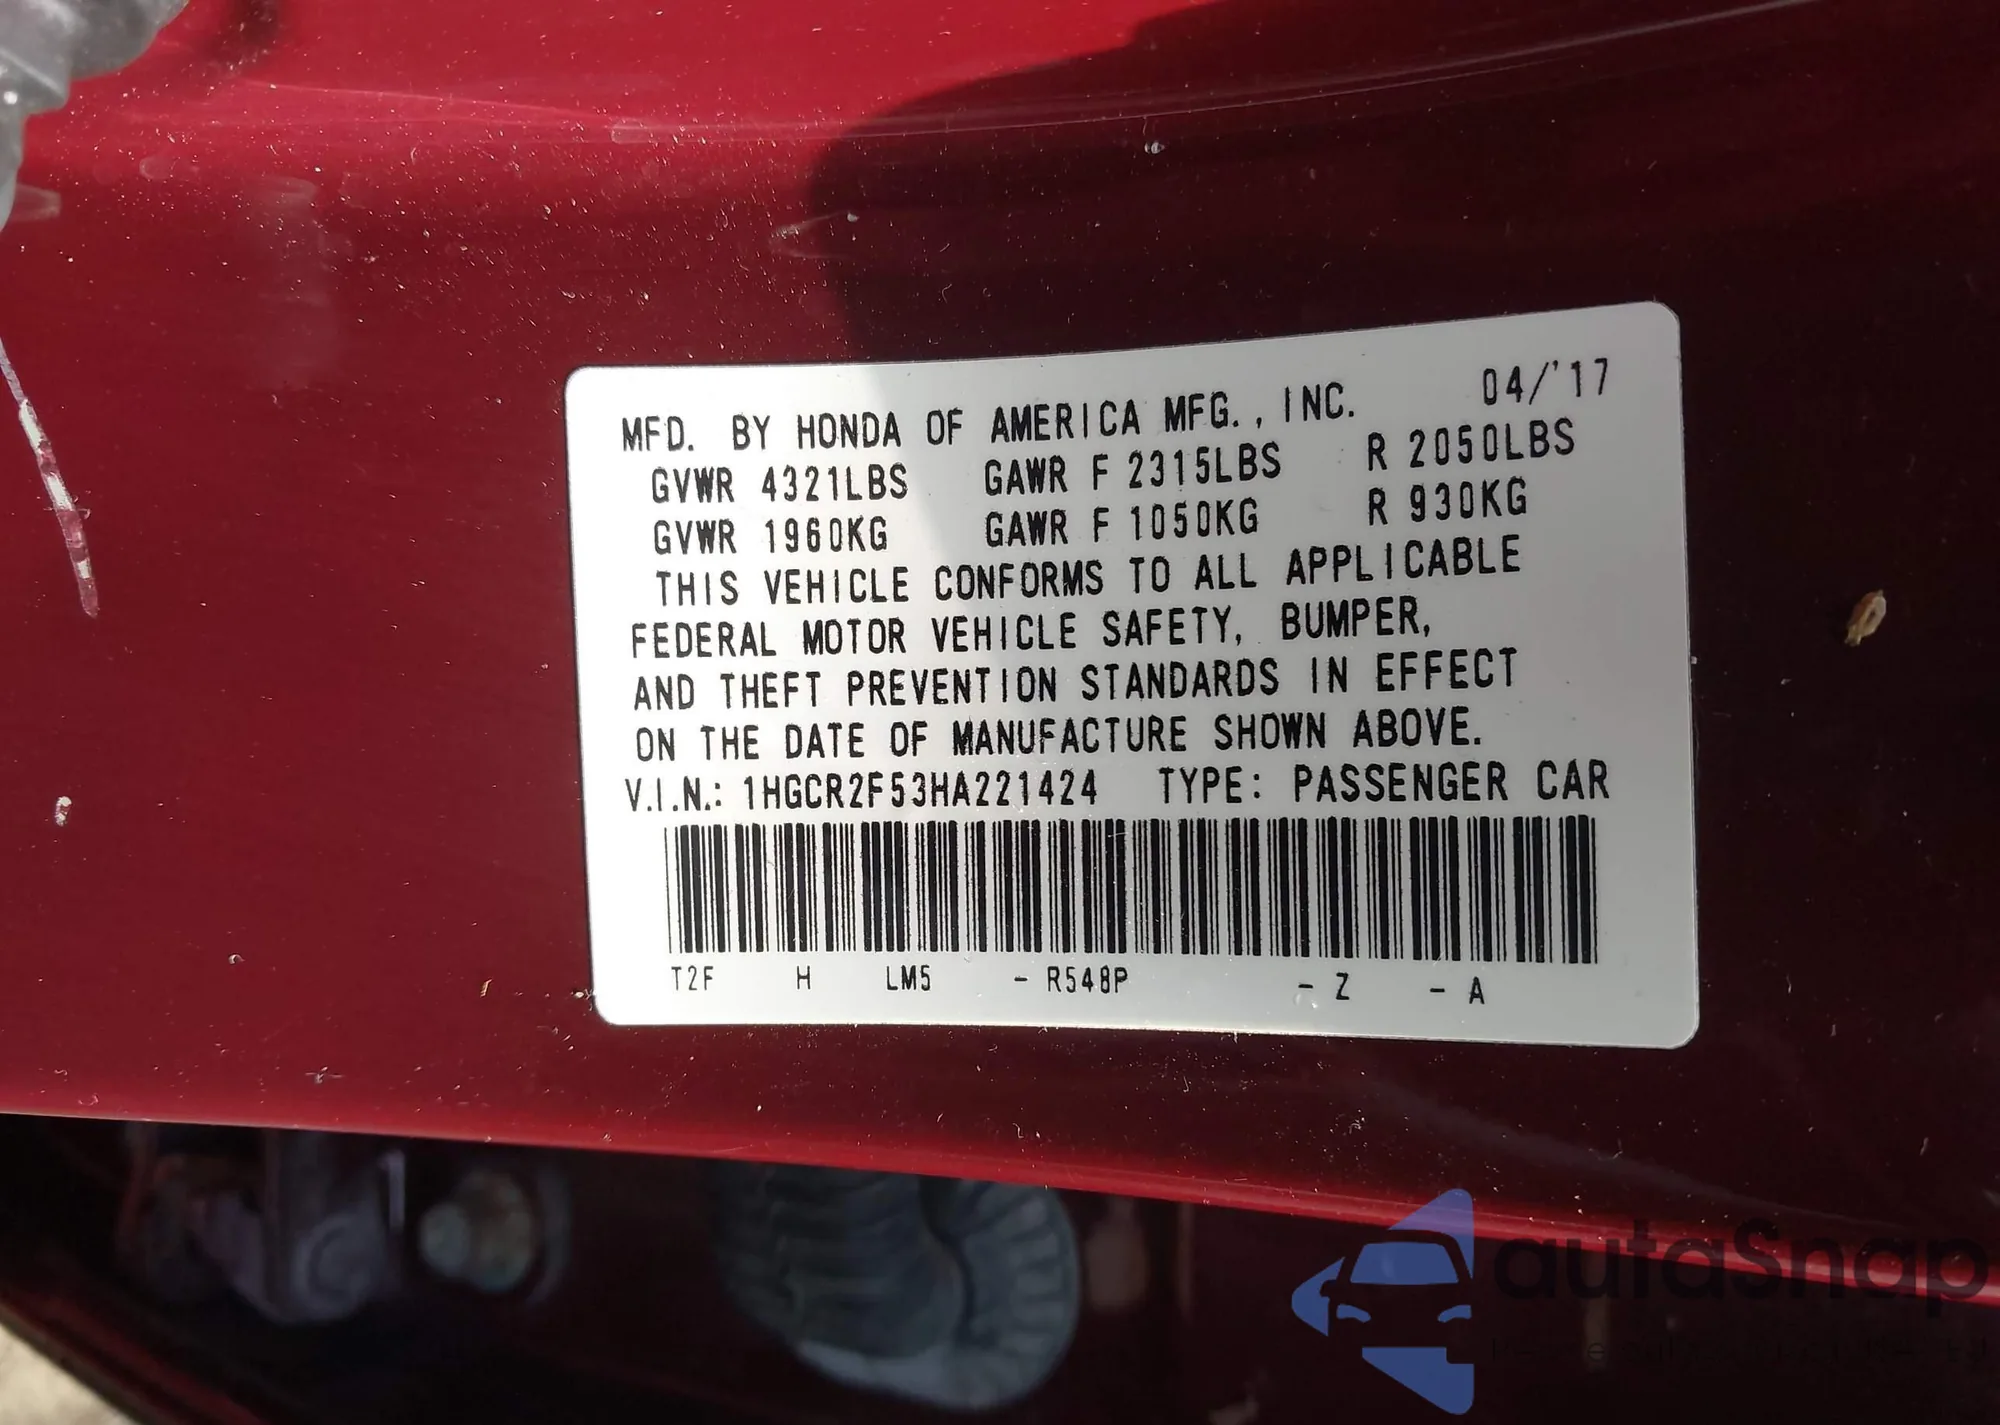 MFD. BY HONDA OF AMERICA MFG., INC. 04/'17
GVWR 4321LBS GAWR F 2315LBS R 2050LBS
GVWR 1960KG GAWR F 1050KG R 930KG
THIS VEHICLE CONFORMS TO ALL APPLICABLE
FEDERAL MOTOR VEHICLE SAFETY, BUMPER,
AND THEFT PREVENTION STANDARDS IN EFFECT
ON THE DATE OF MANUFACTURE SHOWN ABOVE.
V.I.N.: 1HGCR2F53HA221424 TYPE: PASSENGER CAR
T2F H LM5 - R548P - Z - A
autaSnap